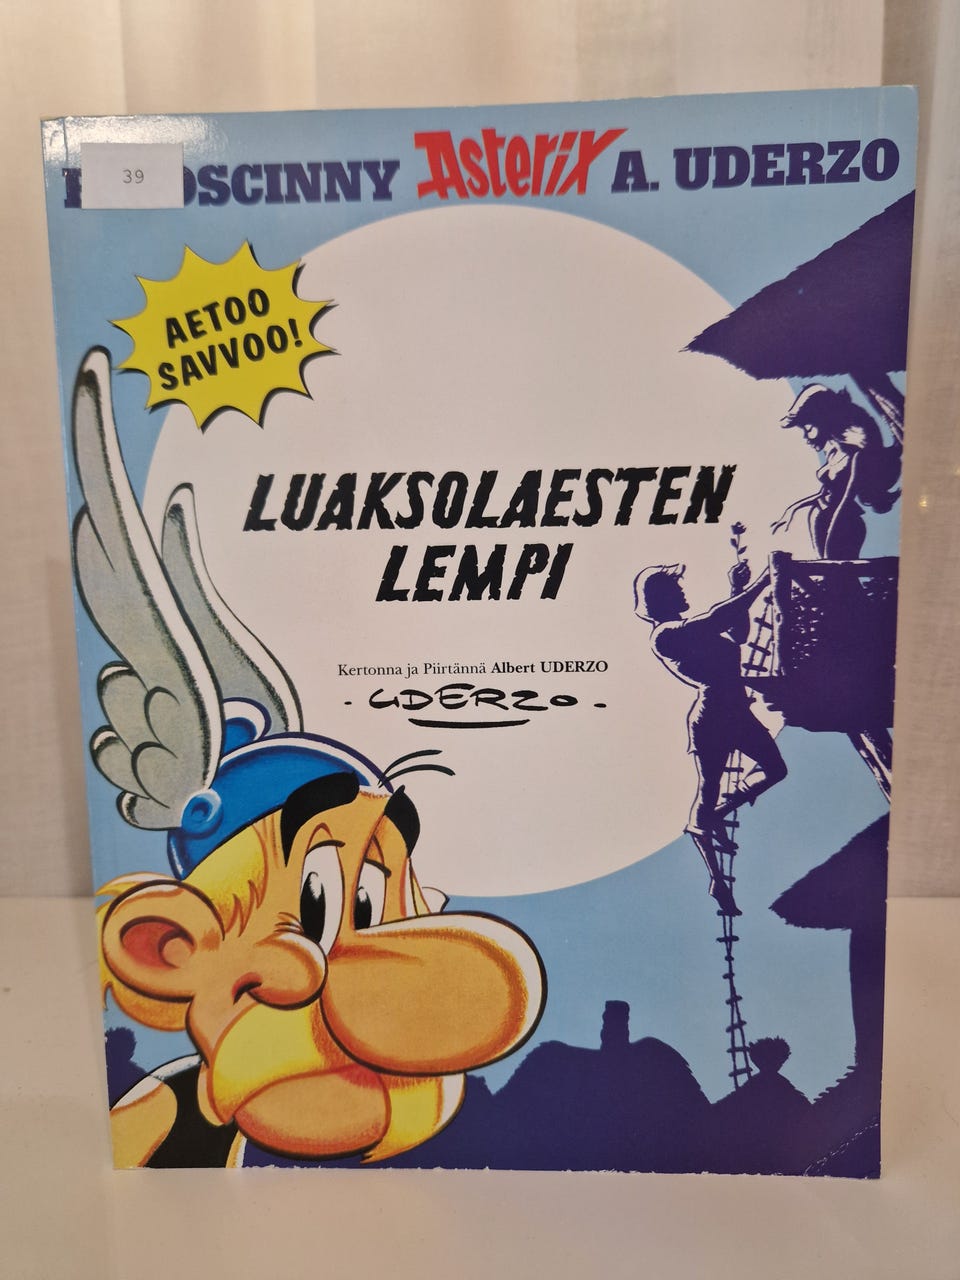 39
OSCINNY Asterix A. UDERZO
AETOO
SAVVOO!
LUAKSOLAESTEN
LEMPI
Kertonna ja Piirtännä Albert UDERZO
UDERZO